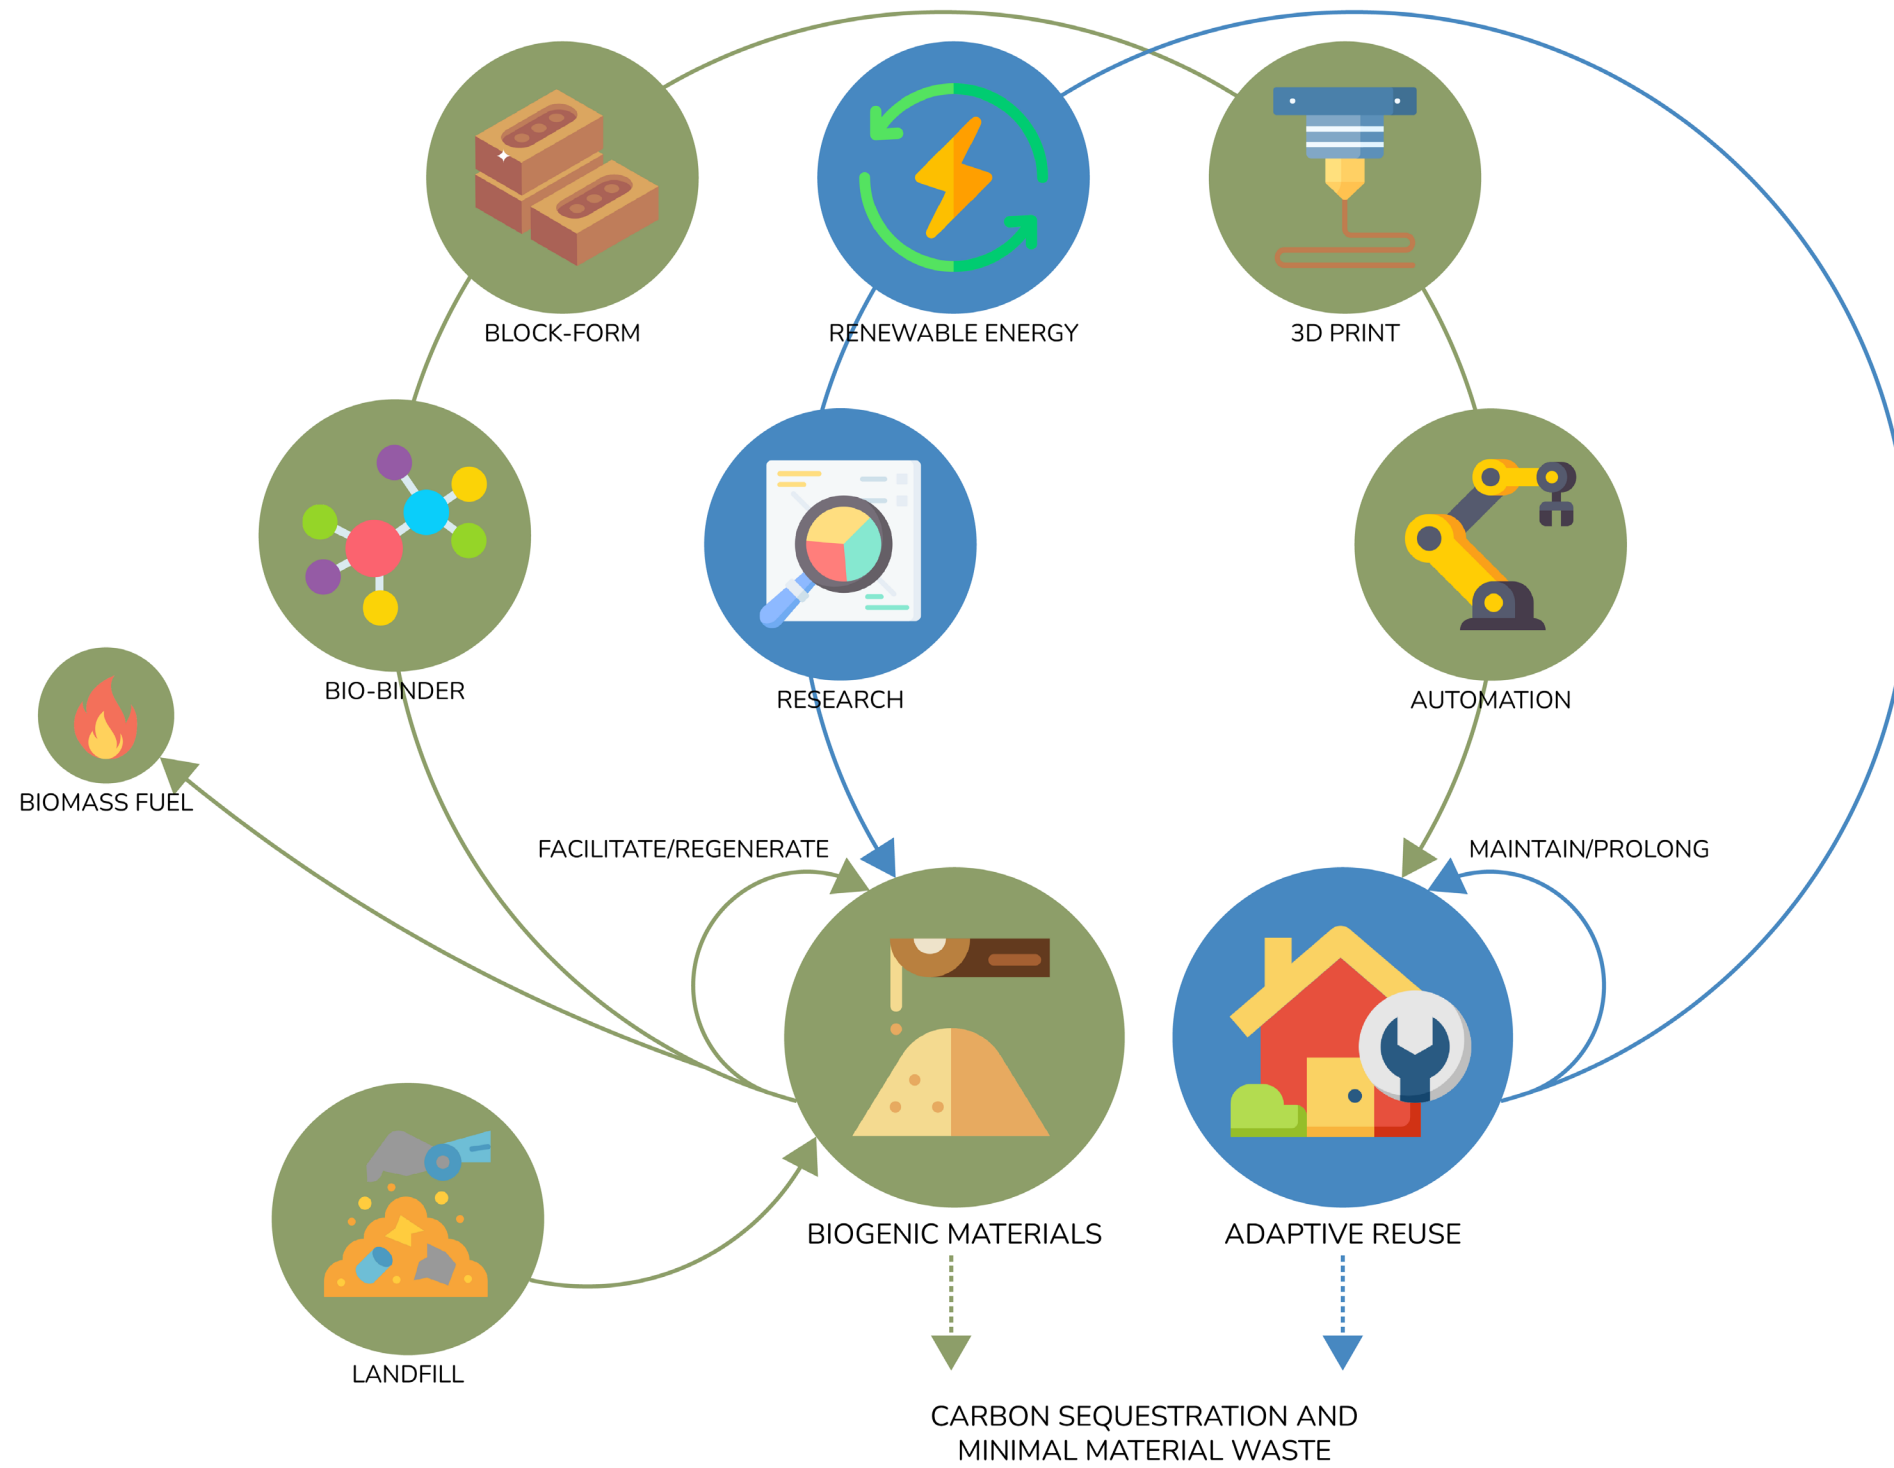 BLOCK-FORM
RENEWABLE ENERGY
3D PRINT
BIO-BINDER
RESEARCH
AUTOMATION
BIOMASS FUEL
FACILITATE/REGENERATE
MAINTAIN/PROLONG
BIOGENIC MATERIALS
ADAPTIVE REUSE
LANDFILL
CARBON SEQUESTRATION AND
MINIMAL MATERIAL WASTE